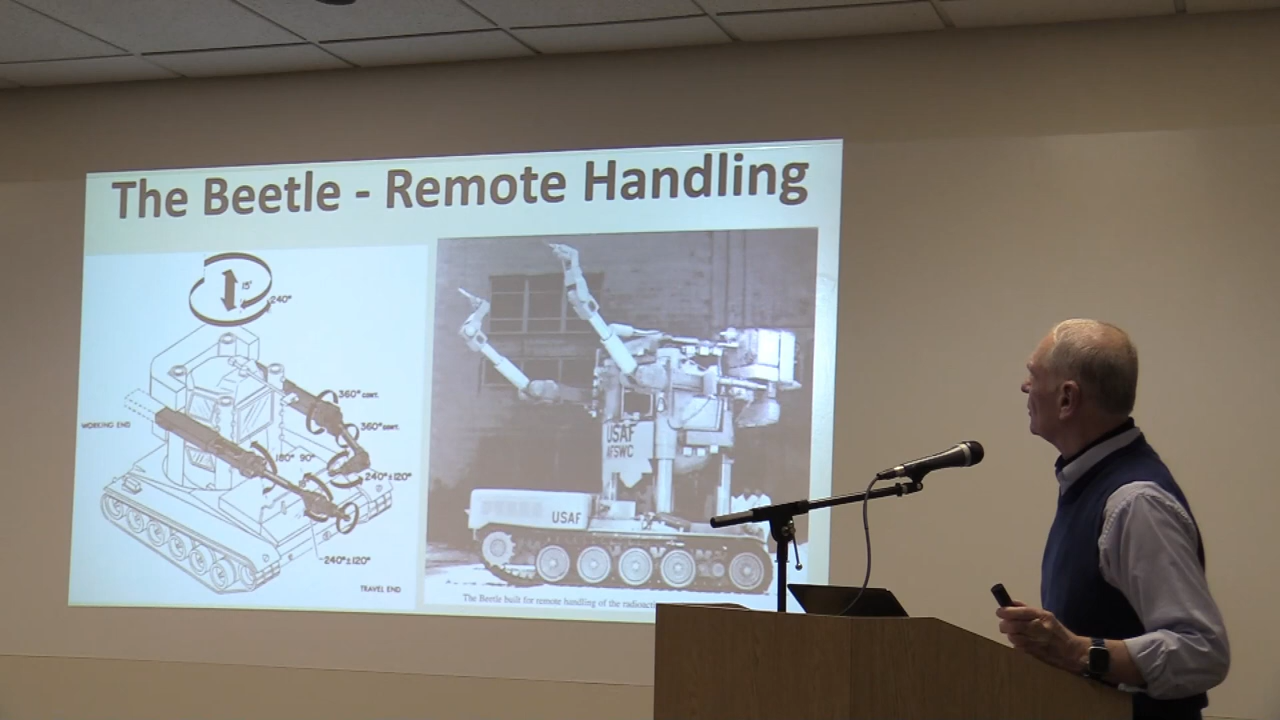 The Beetle - Remote Handling
15'
240°
360° CONT.
WORKING END
360° CONT.
180° 90°
240°±120°
240°±120°
TRAVEL END
USAF
AFSWC
USAF
The Beetle built for remote handling of the